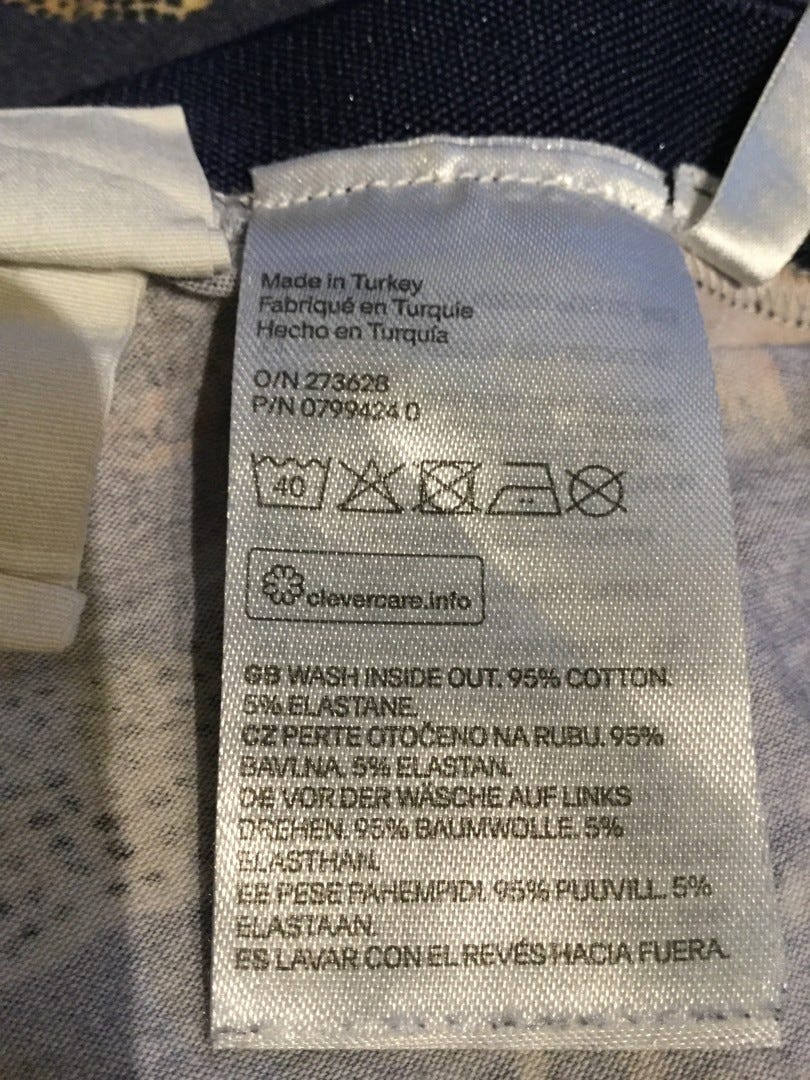 Made in Turkey
Fabriqué en Turquie
Hecho en Turquía
O/N 273628
P/N 0799424 0
40
clevercare.info
GB WASH INSIDE OUT. 95% COTTON.
5% ELASTANE.
CZ PERTE OTOČENO NA RUBU. 95%
BAVLNA. 5% ELASTAN.
DE VOR DER WÄSCHE AUF LINKS
DREHEN. 95% BAUMWOLLE. 5%
ELASTHAN.
EE PESE PAHEMPIDI. 95% PUUVILL. 5%
ELASTAAN.
ES LAVAR CON EL REVÉS HACIA FUERA.